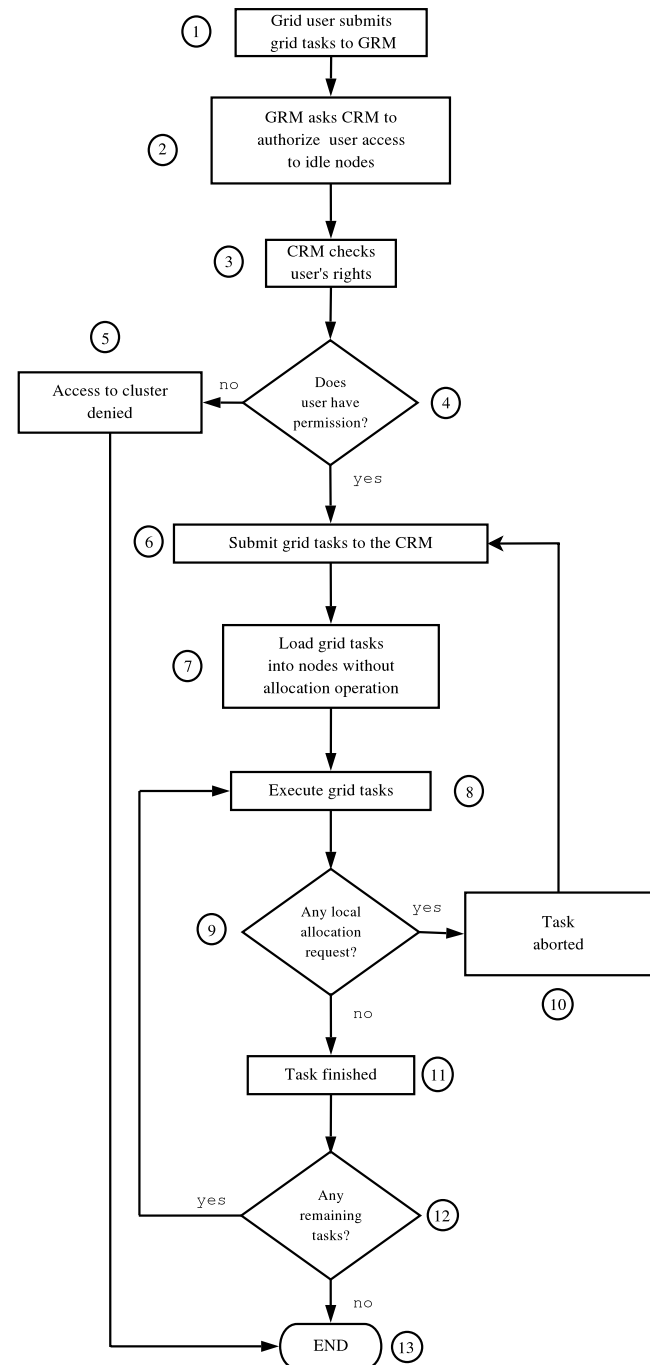 1
Grid user submits
grid tasks to GRM
GRM asks CRM to
authorize user access
to idle nodes
2
3
CRM checks
user's rights
5
Access to cluster
denied
no
Does
user have
permission?
4
yes
6
Submit grid tasks to the CRM
7
Load grid tasks
into nodes without
allocation operation
Execute grid tasks
8
9
Any local
allocation
request?
yes
Task
aborted
10
no
Task finished
11
yes
Any
remaining
tasks?
12
no
END
13